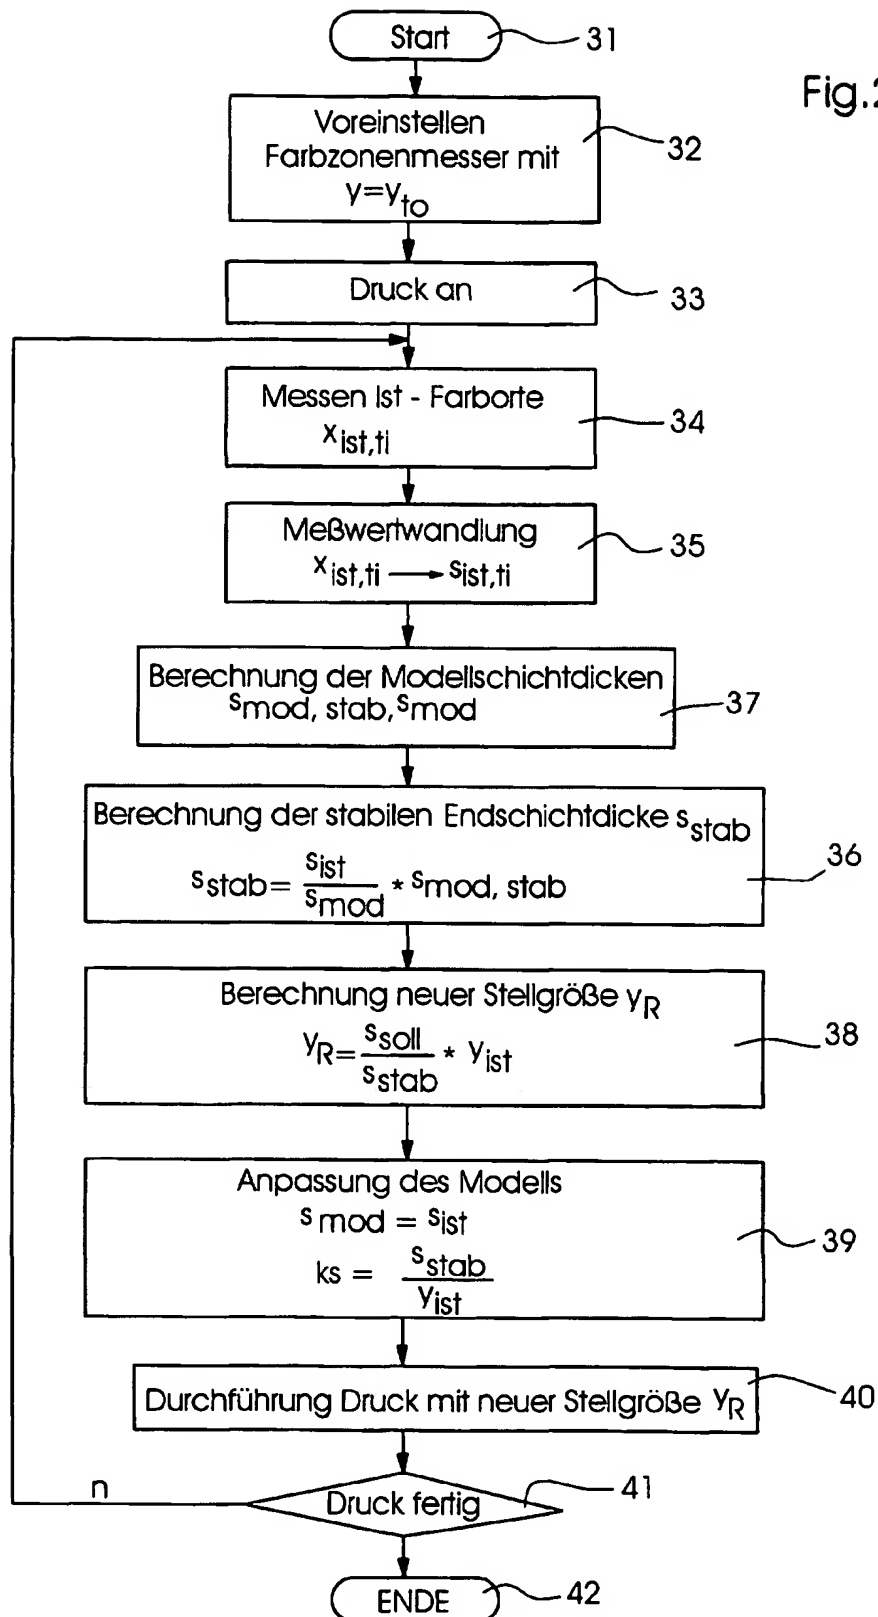 Start
31
Fig.2
Voreinstellen
Farbzonenmesser mit
y=y_to
32
Druck an
33
Messen Ist - Farborte
x_ist,ti
34
Meßwertwandlung
x_ist,ti → s_ist,ti
35
Berechnung der Modellschichtdicken
s_mod, stab, s_mod
37
Berechnung der stabilen Endschichtdicke s_stab
s_stab = s_ist / s_mod * s_mod, stab
36
Berechnung neuer Stellgröße y_R
y_R = s_soll / s_stab * y_ist
38
Anpassung des Modells
s_mod = s_ist
ks = s_stab / y_ist
39
Durchführung Druck mit neuer Stellgröße y_R
40
n
Druck fertig
41
ENDE
42